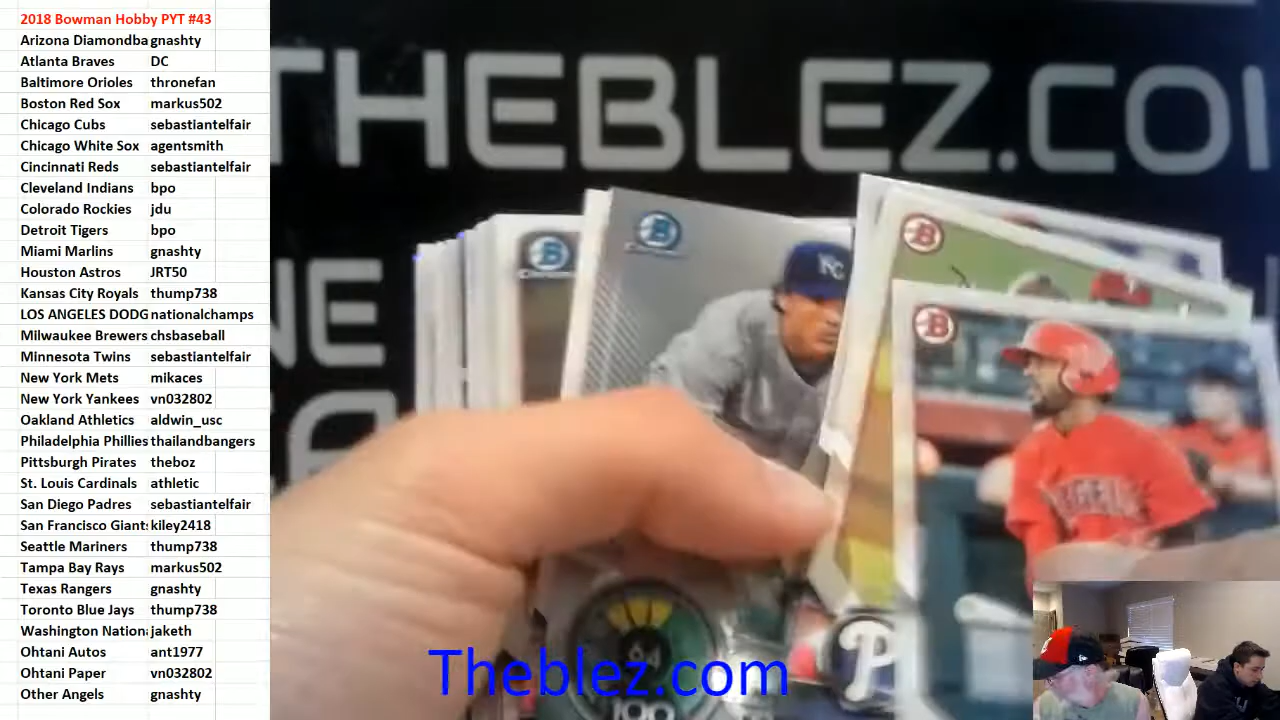 2018 Bowman Hobby PYT #43
Arizona Diamondba gnashty
Atlanta Braves DC
Baltimore Orioles thronefan
Boston Red Sox markus502
Chicago Cubs sebastiantelfair
Chicago White Sox agentsmith
Cincinnati Reds sebastiantelfair
Cleveland Indians bpo
Colorado Rockies jdu
Detroit Tigers bpo
Miami Marlins gnashty
Houston Astros JRT50
Kansas City Royals thump738
LOS ANGELES DODG nationalchamps
Milwaukee Brewers chsbaseball
Minnesota Twins sebastiantelfair
New York Mets mikaces
New York Yankees vn032802
Oakland Athletics aldwin_usc
Philadelphia Phillies thailandbangers
Pittsburgh Pirates theboz
St. Louis Cardinals athletic
San Diego Padres sebastiantelfair
San Francisco Giants kiley2418
Seattle Mariners thump738
Tampa Bay Rays markus502
Texas Rangers gnashty
Toronto Blue Jays thump738
Washington Nation jaketh
Ohtani Autos ant1977
Ohtani Paper vn032802
Other Angels gnashty
THEBLEZ.CO
NE
B
B
B
B
KC
P
64
100
Theblez.com